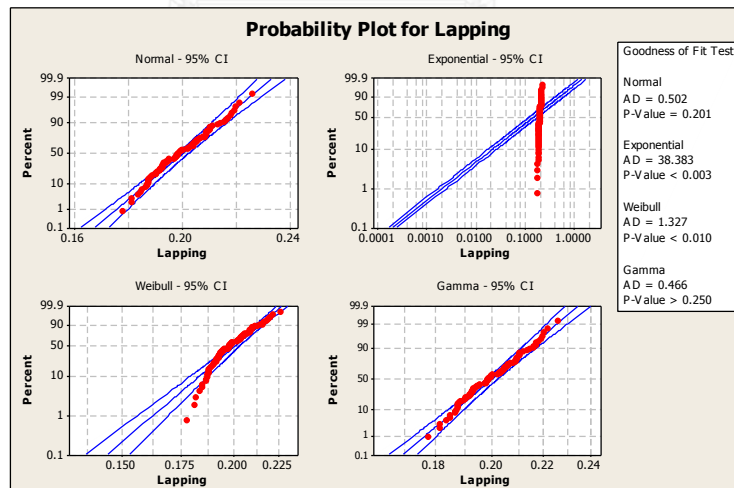 Probability Plot for Lapping
Normal - 95% CI
Percent
99.9
99
90
50
10
1
0.1
0.16
0.20
0.24
Lapping
Exponential - 95% CI
Percent
99.9
90
50
10
1
0.1
0.0001
0.0010
0.0100
0.1000
1.0000
Lapping
Weibull - 95% CI
Percent
99.9
90
50
10
1
0.1
0.150
0.175
0.200
0.225
Lapping
Gamma - 95% CI
Percent
99.9
99
90
50
10
1
0.1
0.18
0.20
0.22
0.24
Lapping
Goodness of Fit Test
Normal
AD = 0.502
P-Value = 0.201
Exponential
AD = 38.383
P-Value < 0.003
Weibull
AD = 1.327
P-Value < 0.010
Gamma
AD = 0.466
P-Value > 0.250